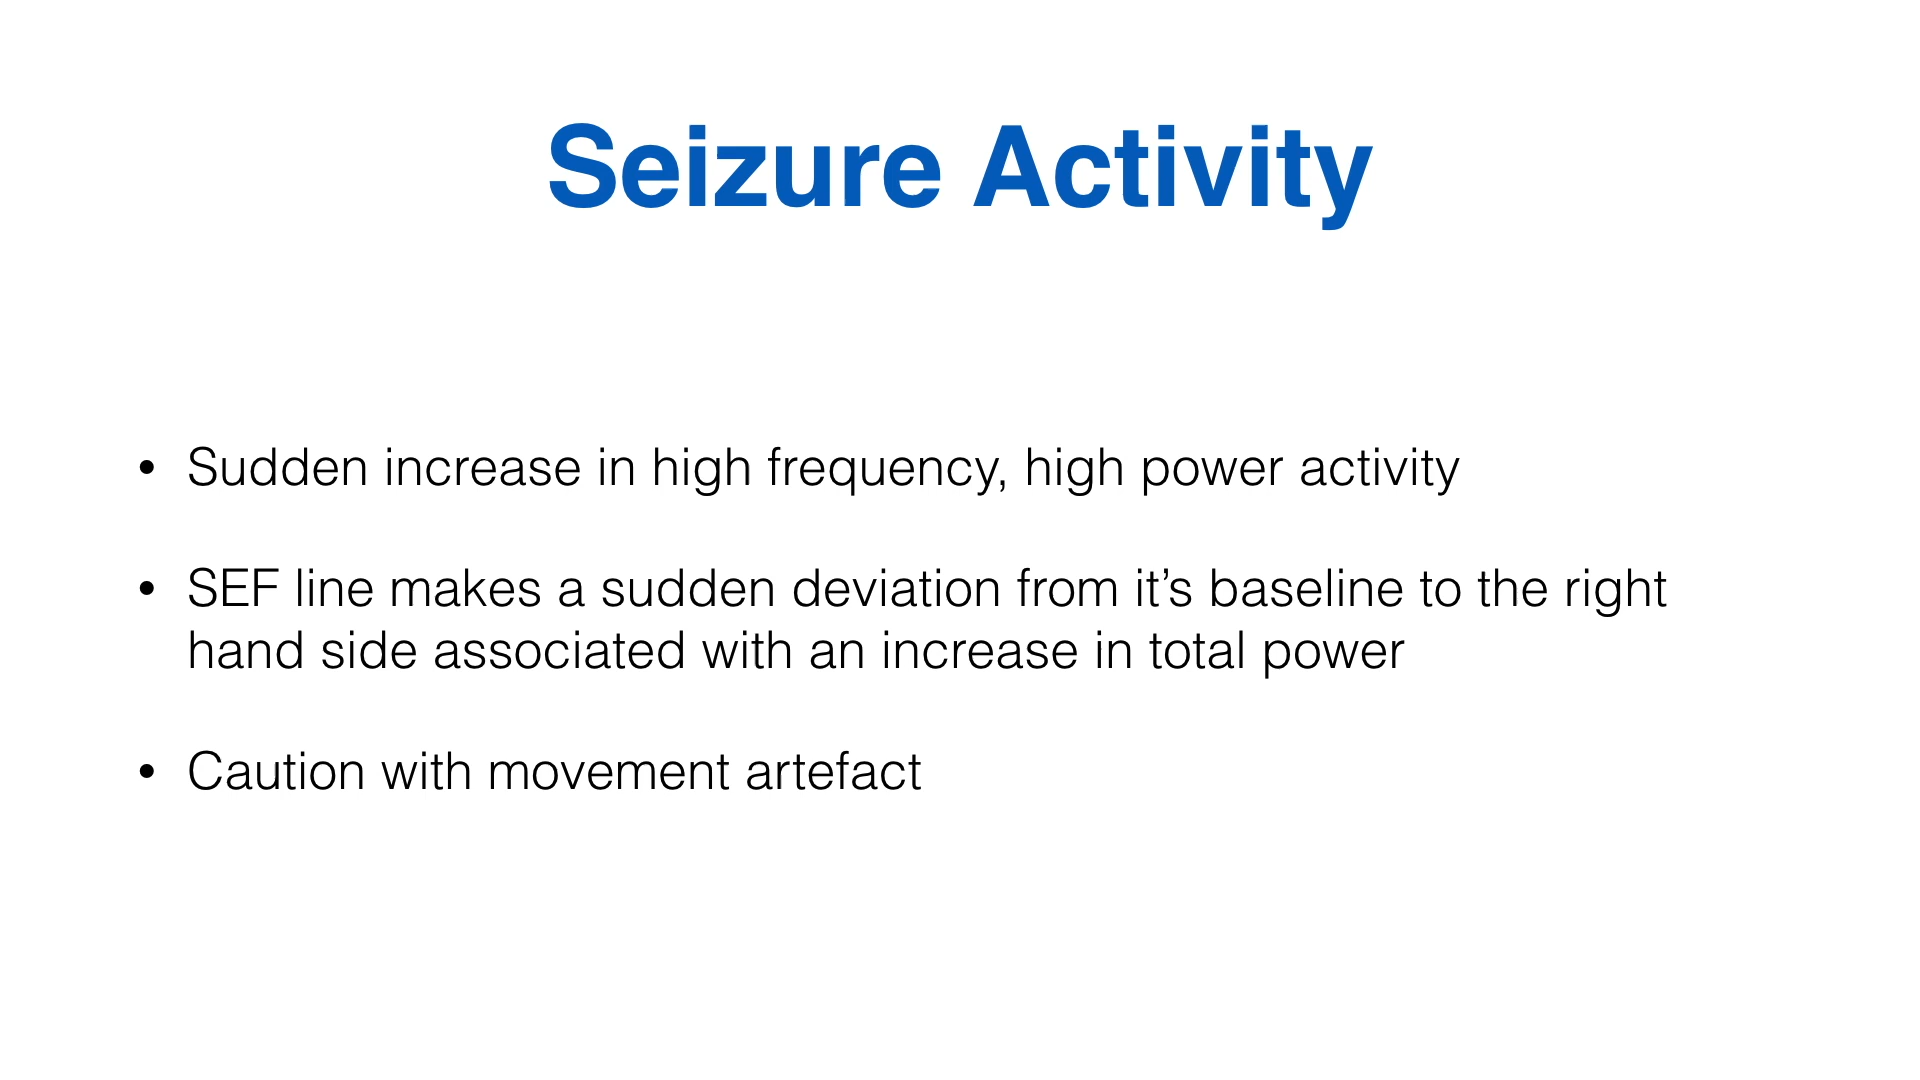 Seizure Activity
• Sudden increase in high frequency, high power activity
• SEF line makes a sudden deviation from it’s baseline to the right
hand side associated with an increase in total power
• Caution with movement artefact